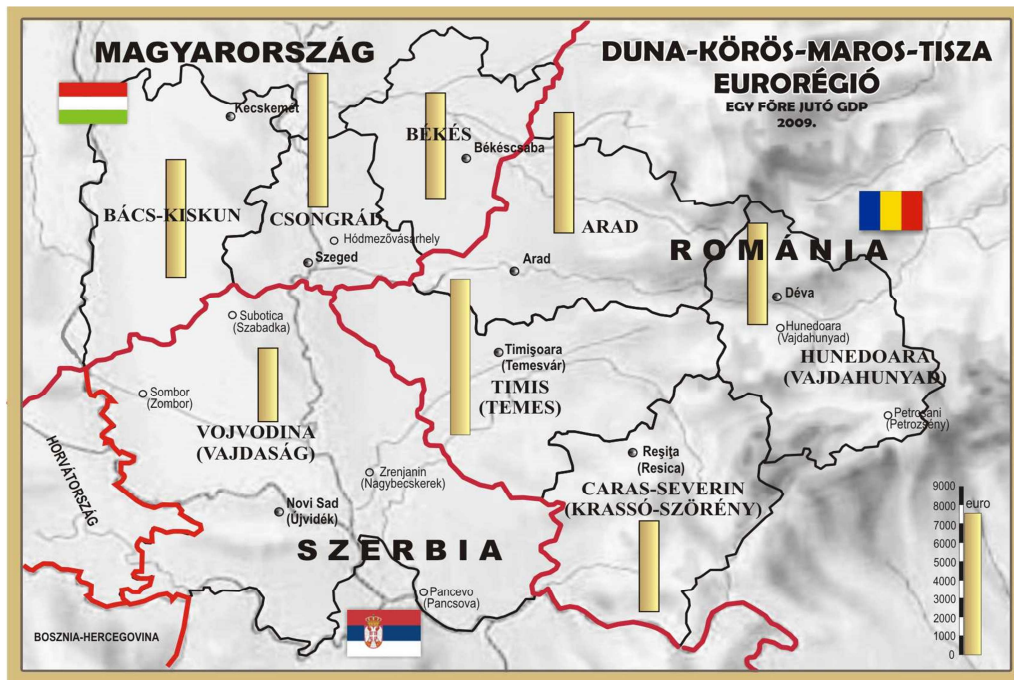 MAGYARORSZÁG
DUNA-KÖRÖS-MAROS-TISZA
EURORÉGIÓ
EGY FŐRE JUTÓ GDP
2009.
Kecskemét
BÉKÉS
Békéscsaba
BÁCS-KISKUN
CSONGRÁD
ARAD
Hódmezővásárhely
ROMÁNIA
Szeged
Arad
Déva
Subotica
(Szabadka)
Hunedoara
(Vajdahunyad)
Timişoara
(Temesvár)
HUNEDOARA
(VAJDAHUNYAD)
TIMIS
(TEMES)
Sombor
(Zombor)
Petrosani
(Petrozsény)
VOJVODINA
(VAJDASÁG)
HORVÁTORSZÁG
Reşiţa
(Resica)
Zrenjanin
(Nagybecskerek)
CARAS-SEVERIN
(KRASSÓ-SZÖRÉNY)
Novi Sad
(Újvidék)
SZERBIA
Pancevo
(Pancsova)
BOSZNIA-HERCEGOVINA
9000
euro
8000
7000
6000
5000
4000
3000
2000
1000
0